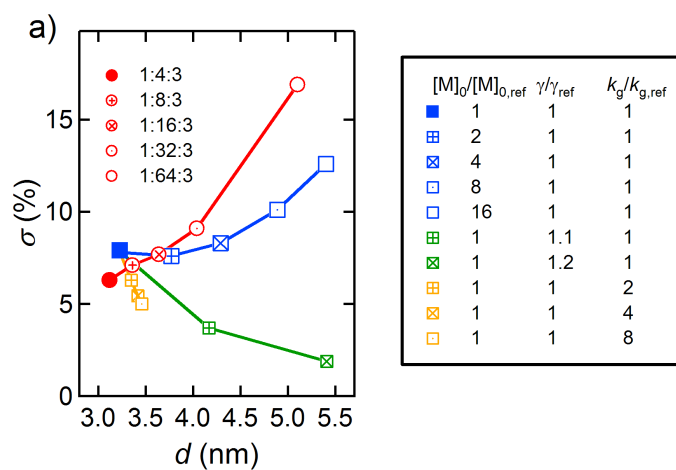 a)
1:4:3
1:8:3
1:16:3
1:32:3
1:64:3
15
10
5
0
σ (%)
3.0 3.5 4.0 4.5 5.0 5.5
d (nm)
[M]0/[M]0,ref γ/γref kg/kg,ref
1 1 1
2 1 1
4 1 1
8 1 1
16 1 1
1 1.1 1
1 1.2 1
1 1 2
1 1 4
1 1 8